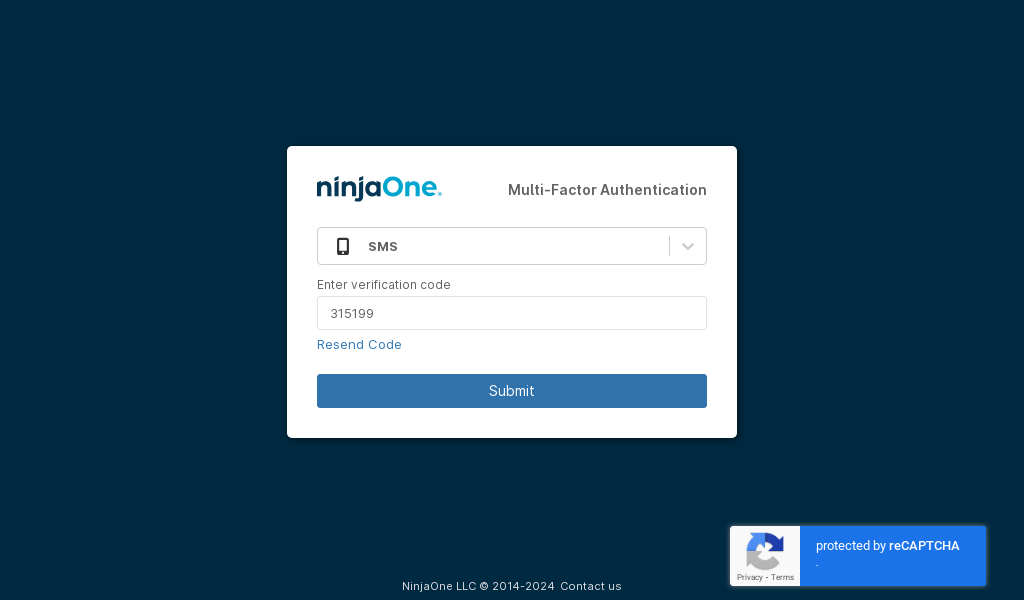 ninjaOne.
Multi-Factor Authentication
SMS
Enter verification code
315199
Resend Code
Submit
protected by reCAPTCHA
Privacy - Terms
NinjaOne LLC © 2014-2024 Contact us